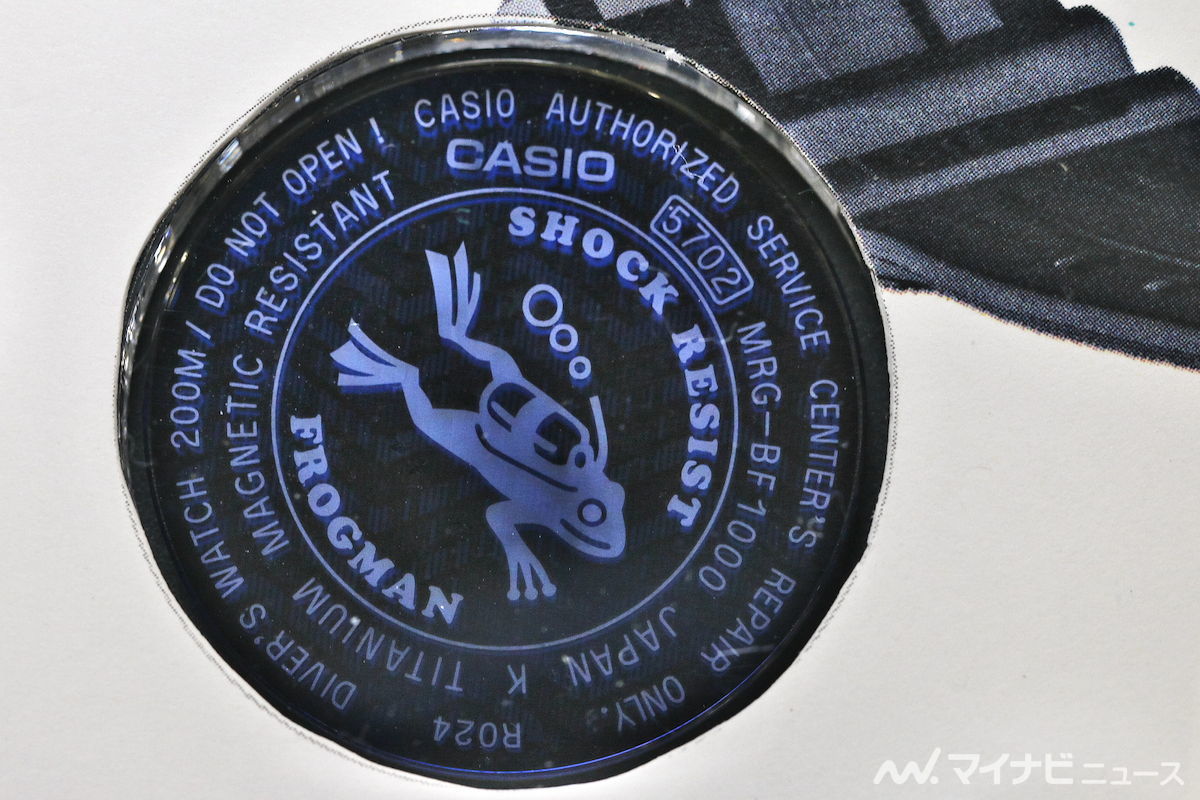 DIVER'S WATCH 200M / DO NOT OPEN! CASIO AUTHORIZED SERVICE CENTER'S REPAIR ONLY.
R024
CASIO
5702 MRG-BF1000 JAPAN K TITANIUM MAGNETIC RESISTANT
SHOCK RESIST
FROGMAN
マイナビニュース